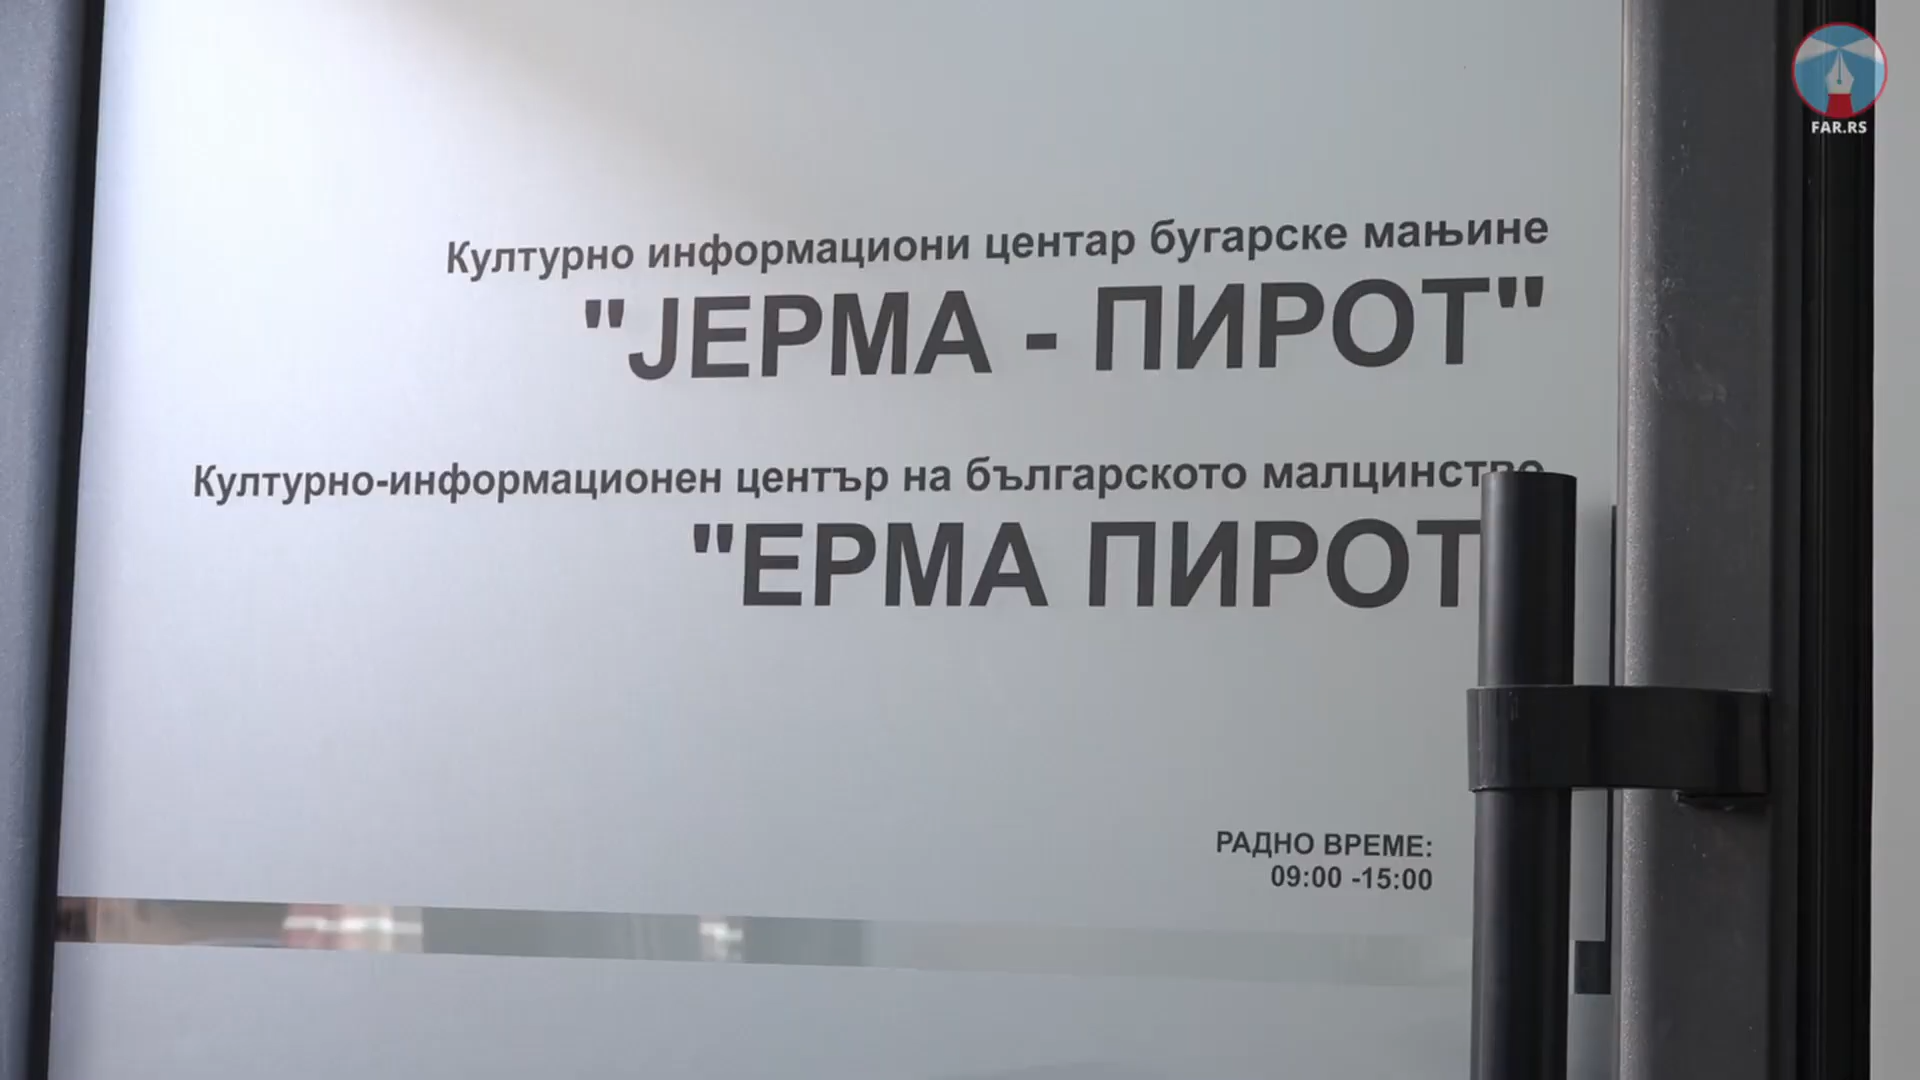 FAR.RS
Културно информациони центар бугарске мањине
"ЈЕРМА - ПИРОТ"
Културно-информационен център на българското малцинство
"ЕРМА ПИРОТ
РАДНО ВРЕМЕ:
09:00 -15:00